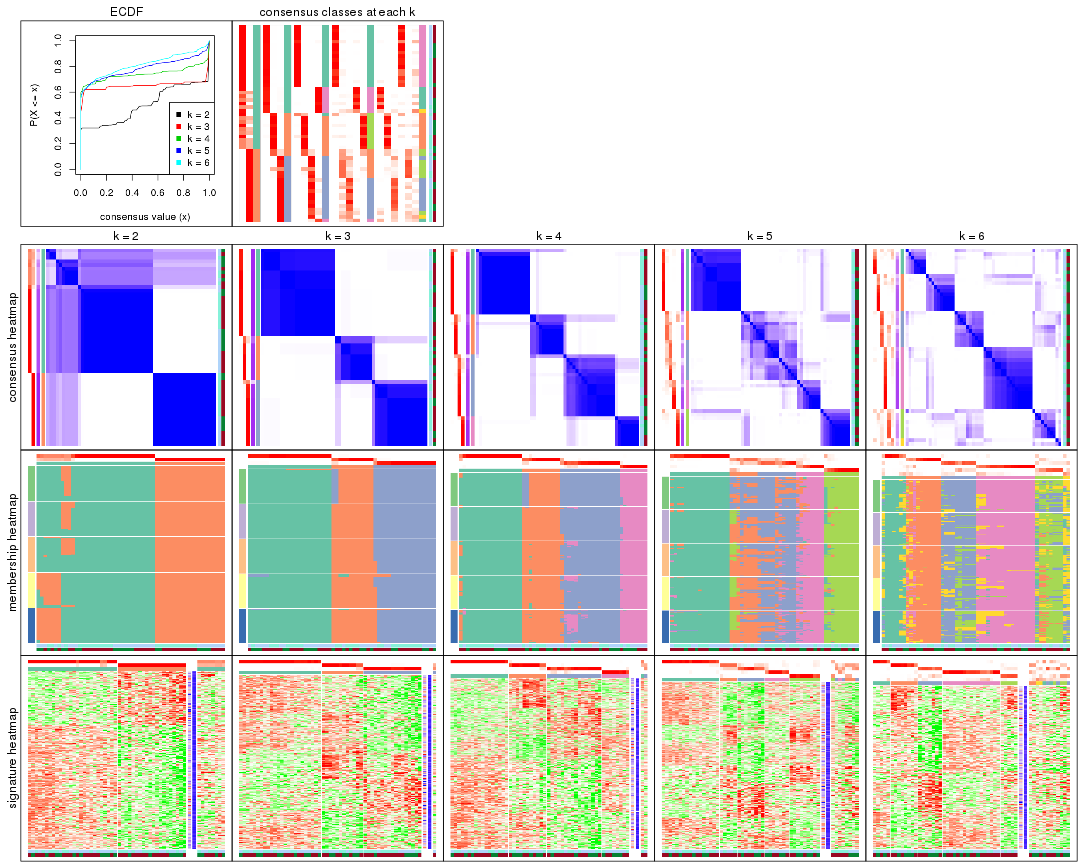 ECDF
consensus classes at each k
P(X <= x)
0.0
0.2
0.4
0.6
0.8
1.0
k = 2
k = 3
k = 4
k = 5
k = 6
0.0 0.2 0.4 0.6 0.8 1.0
consensus value (x)
k = 2
k = 3
k = 4
k = 5
k = 6
consensus heatmap
membership heatmap
signature heatmap